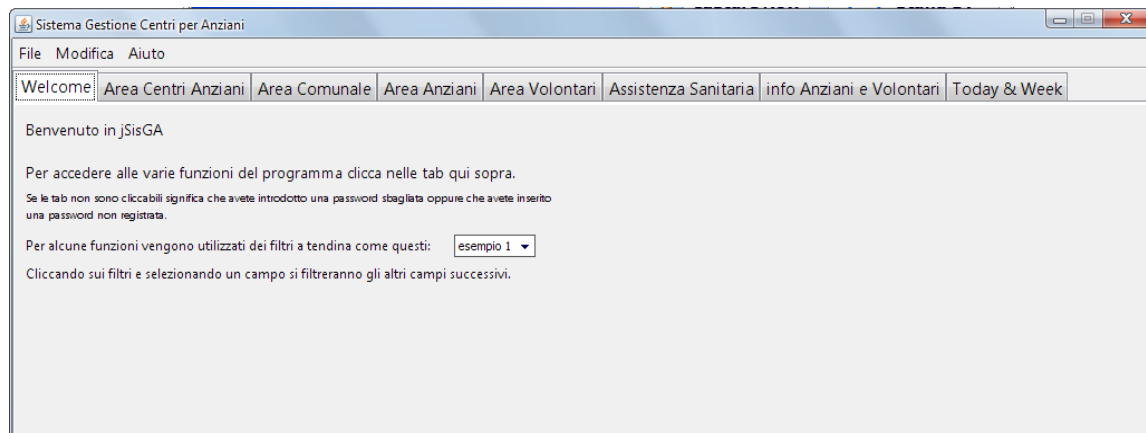 Sistema Gestione Centri per Anziani
File Modifica Aiuto
Welcome Area Centri Anziani Area Comunale Area Anziani Area Volontari Assistenza Sanitaria info Anziani e Volontari Today & Week
Benvenuto in jSisGA
Per accedere alle varie funzioni del programma clicca nelle tab qui sopra.
Se le tab non sono cliccabili significa che avete introdotto una password sbagliata oppure che avete inserito
una password non registrata.
Per alcune funzioni vengono utilizzati dei filtri a tendina come questi: esempio 1
Cliccando sui filtri e selezionando un campo si filtreranno gli altri campi successivi.